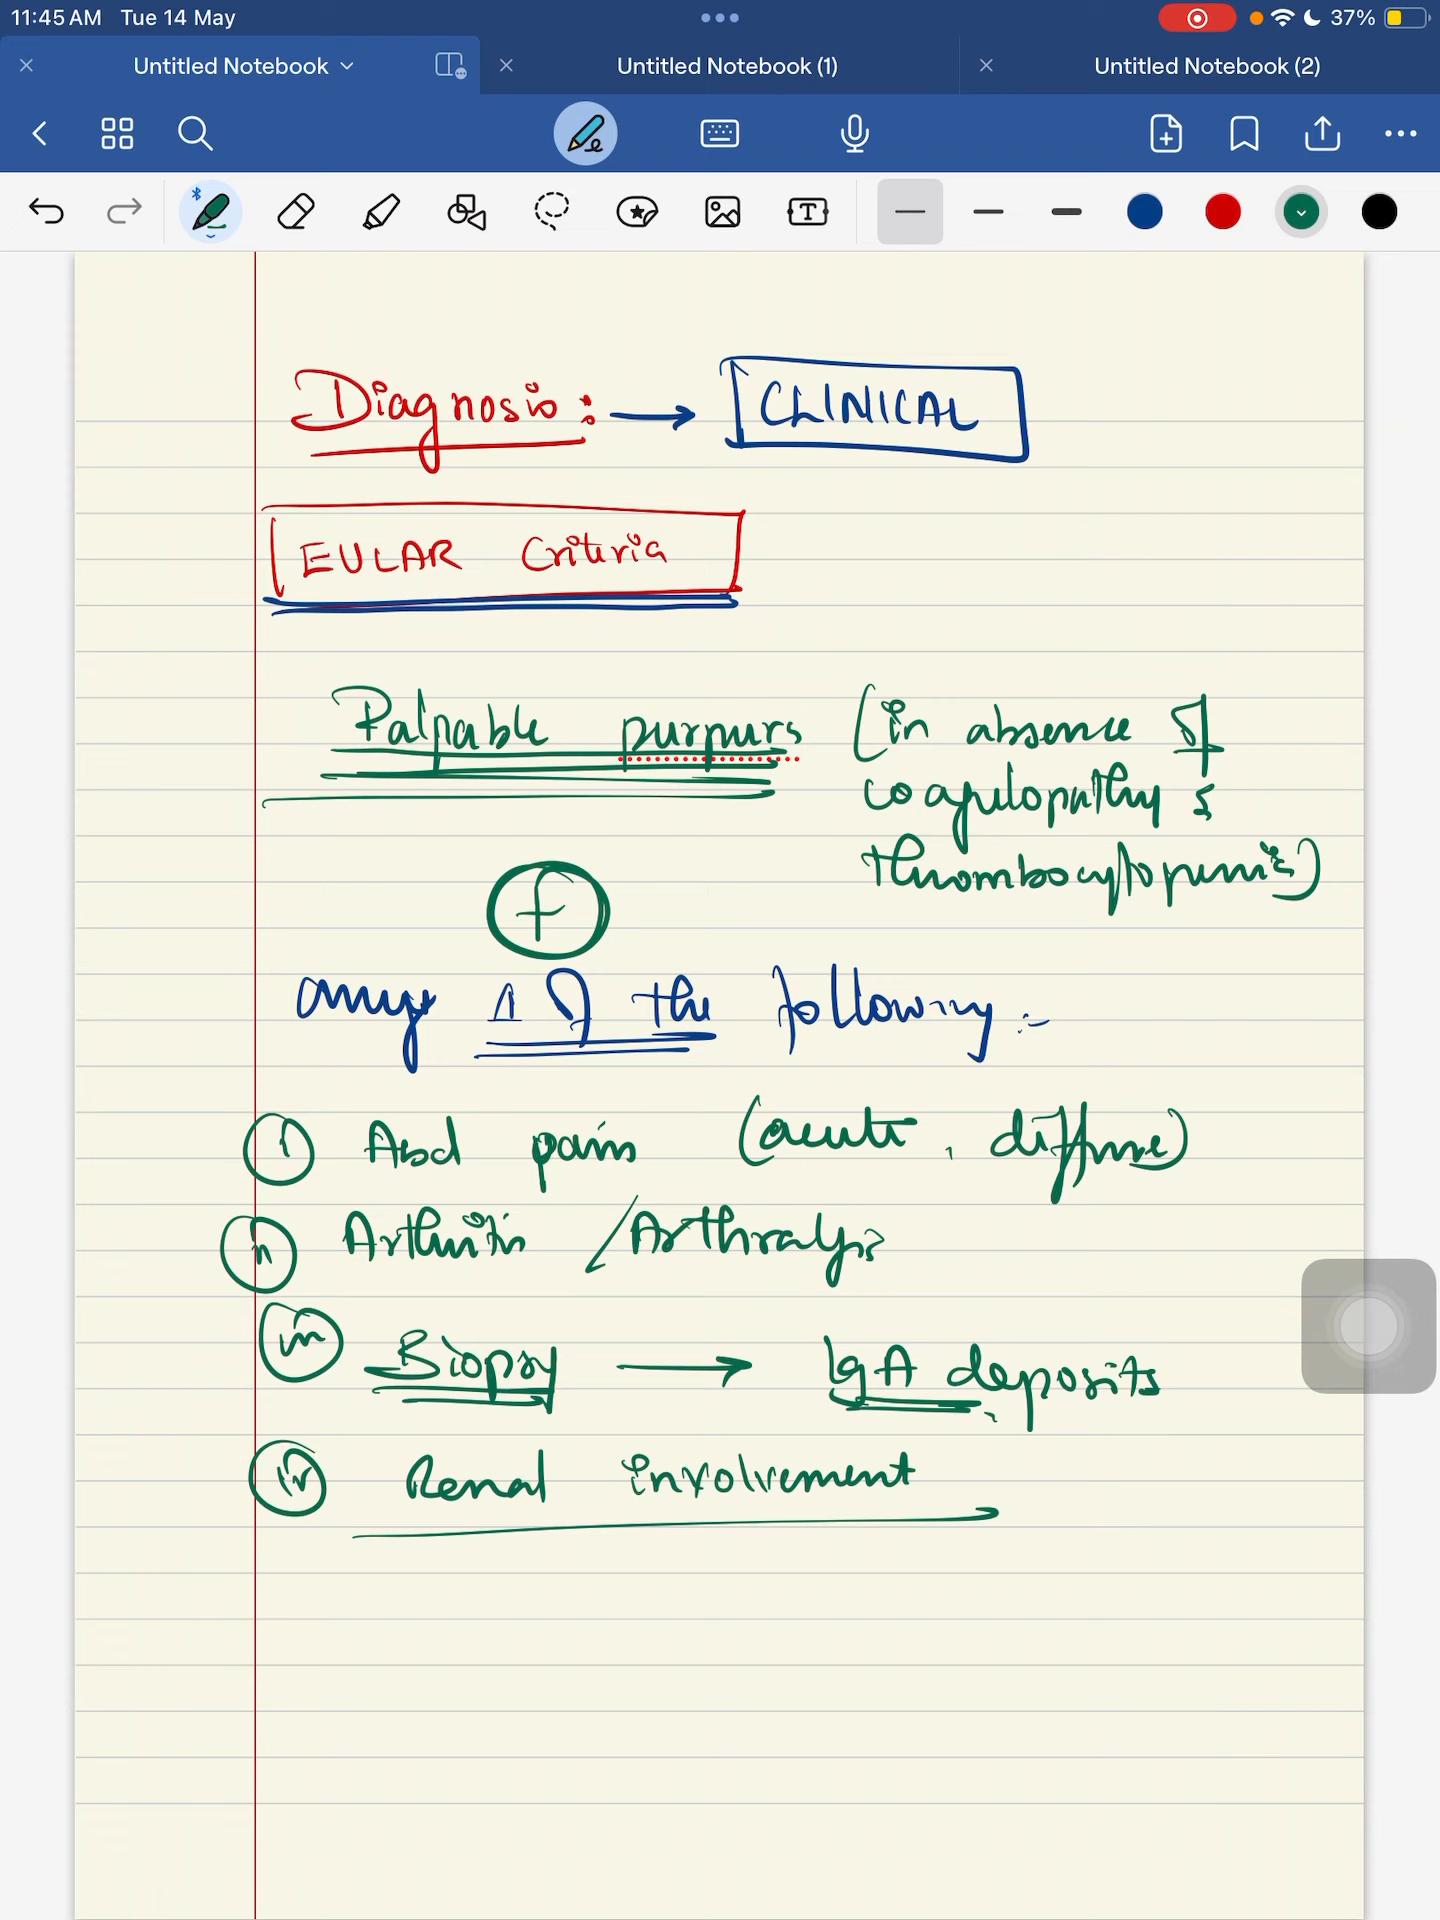 11:45 AM Tue 14 May 37%
Untitled Notebook Untitled Notebook (1) Untitled Notebook (2)
Diagnosis: → CLINICAL
EULAR Criteria
Palpable purpura (in absence of
coagulopathy &
thrombocytopenia)
+
any 1 of the following :-
i Abd pain (acute, diffuse)
ii Arthritis / Arthralgia
iii Biopsy → IgA deposits
iv Renal involvement